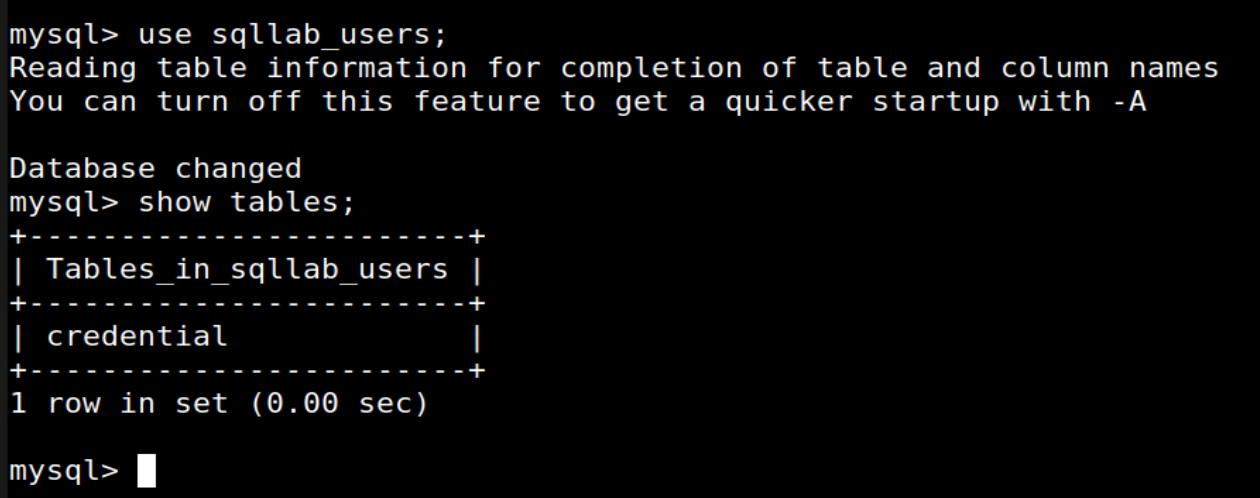 mysql> use sqllab_users;
Reading table information for completion of table and column names
You can turn off this feature to get a quicker startup with -A
Database changed
mysql> show tables;
+------------------------+
| Tables_in_sqllab_users |
+------------------------+
| credential             |
+------------------------+
1 row in set (0.00 sec)
mysql>